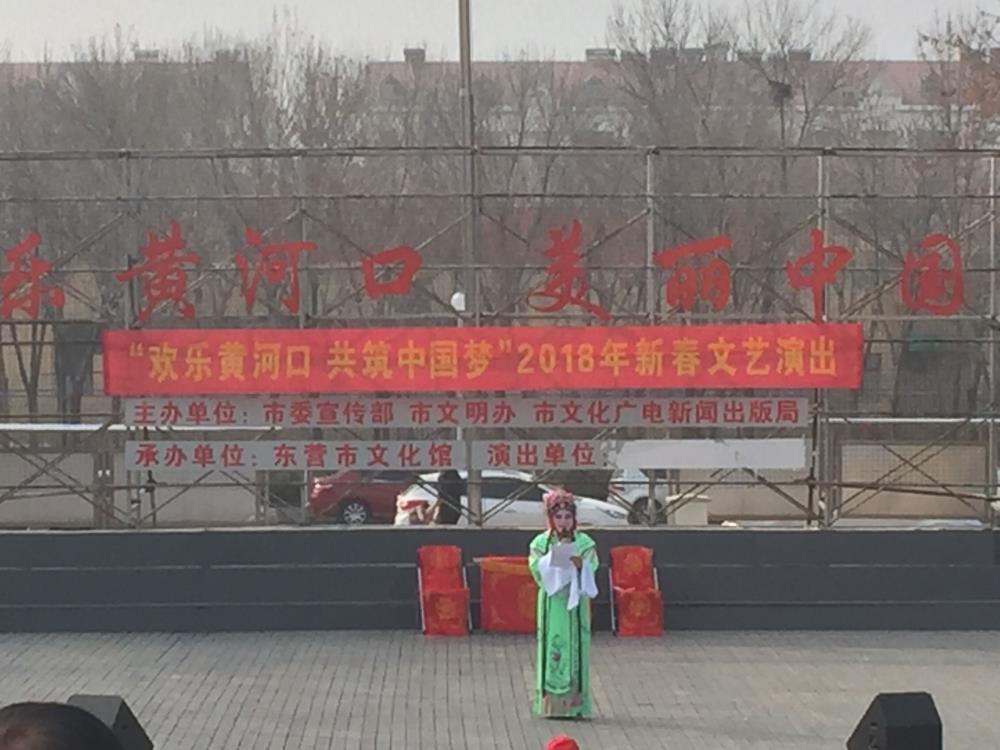 乐黄河口 美丽中国
“欢乐黄河口 共筑中国梦”2018年新春文艺演出
主办单位：市委宣传部 市文明办 市文化广电新闻出版局
承办单位：东营市文化馆 演出单位：